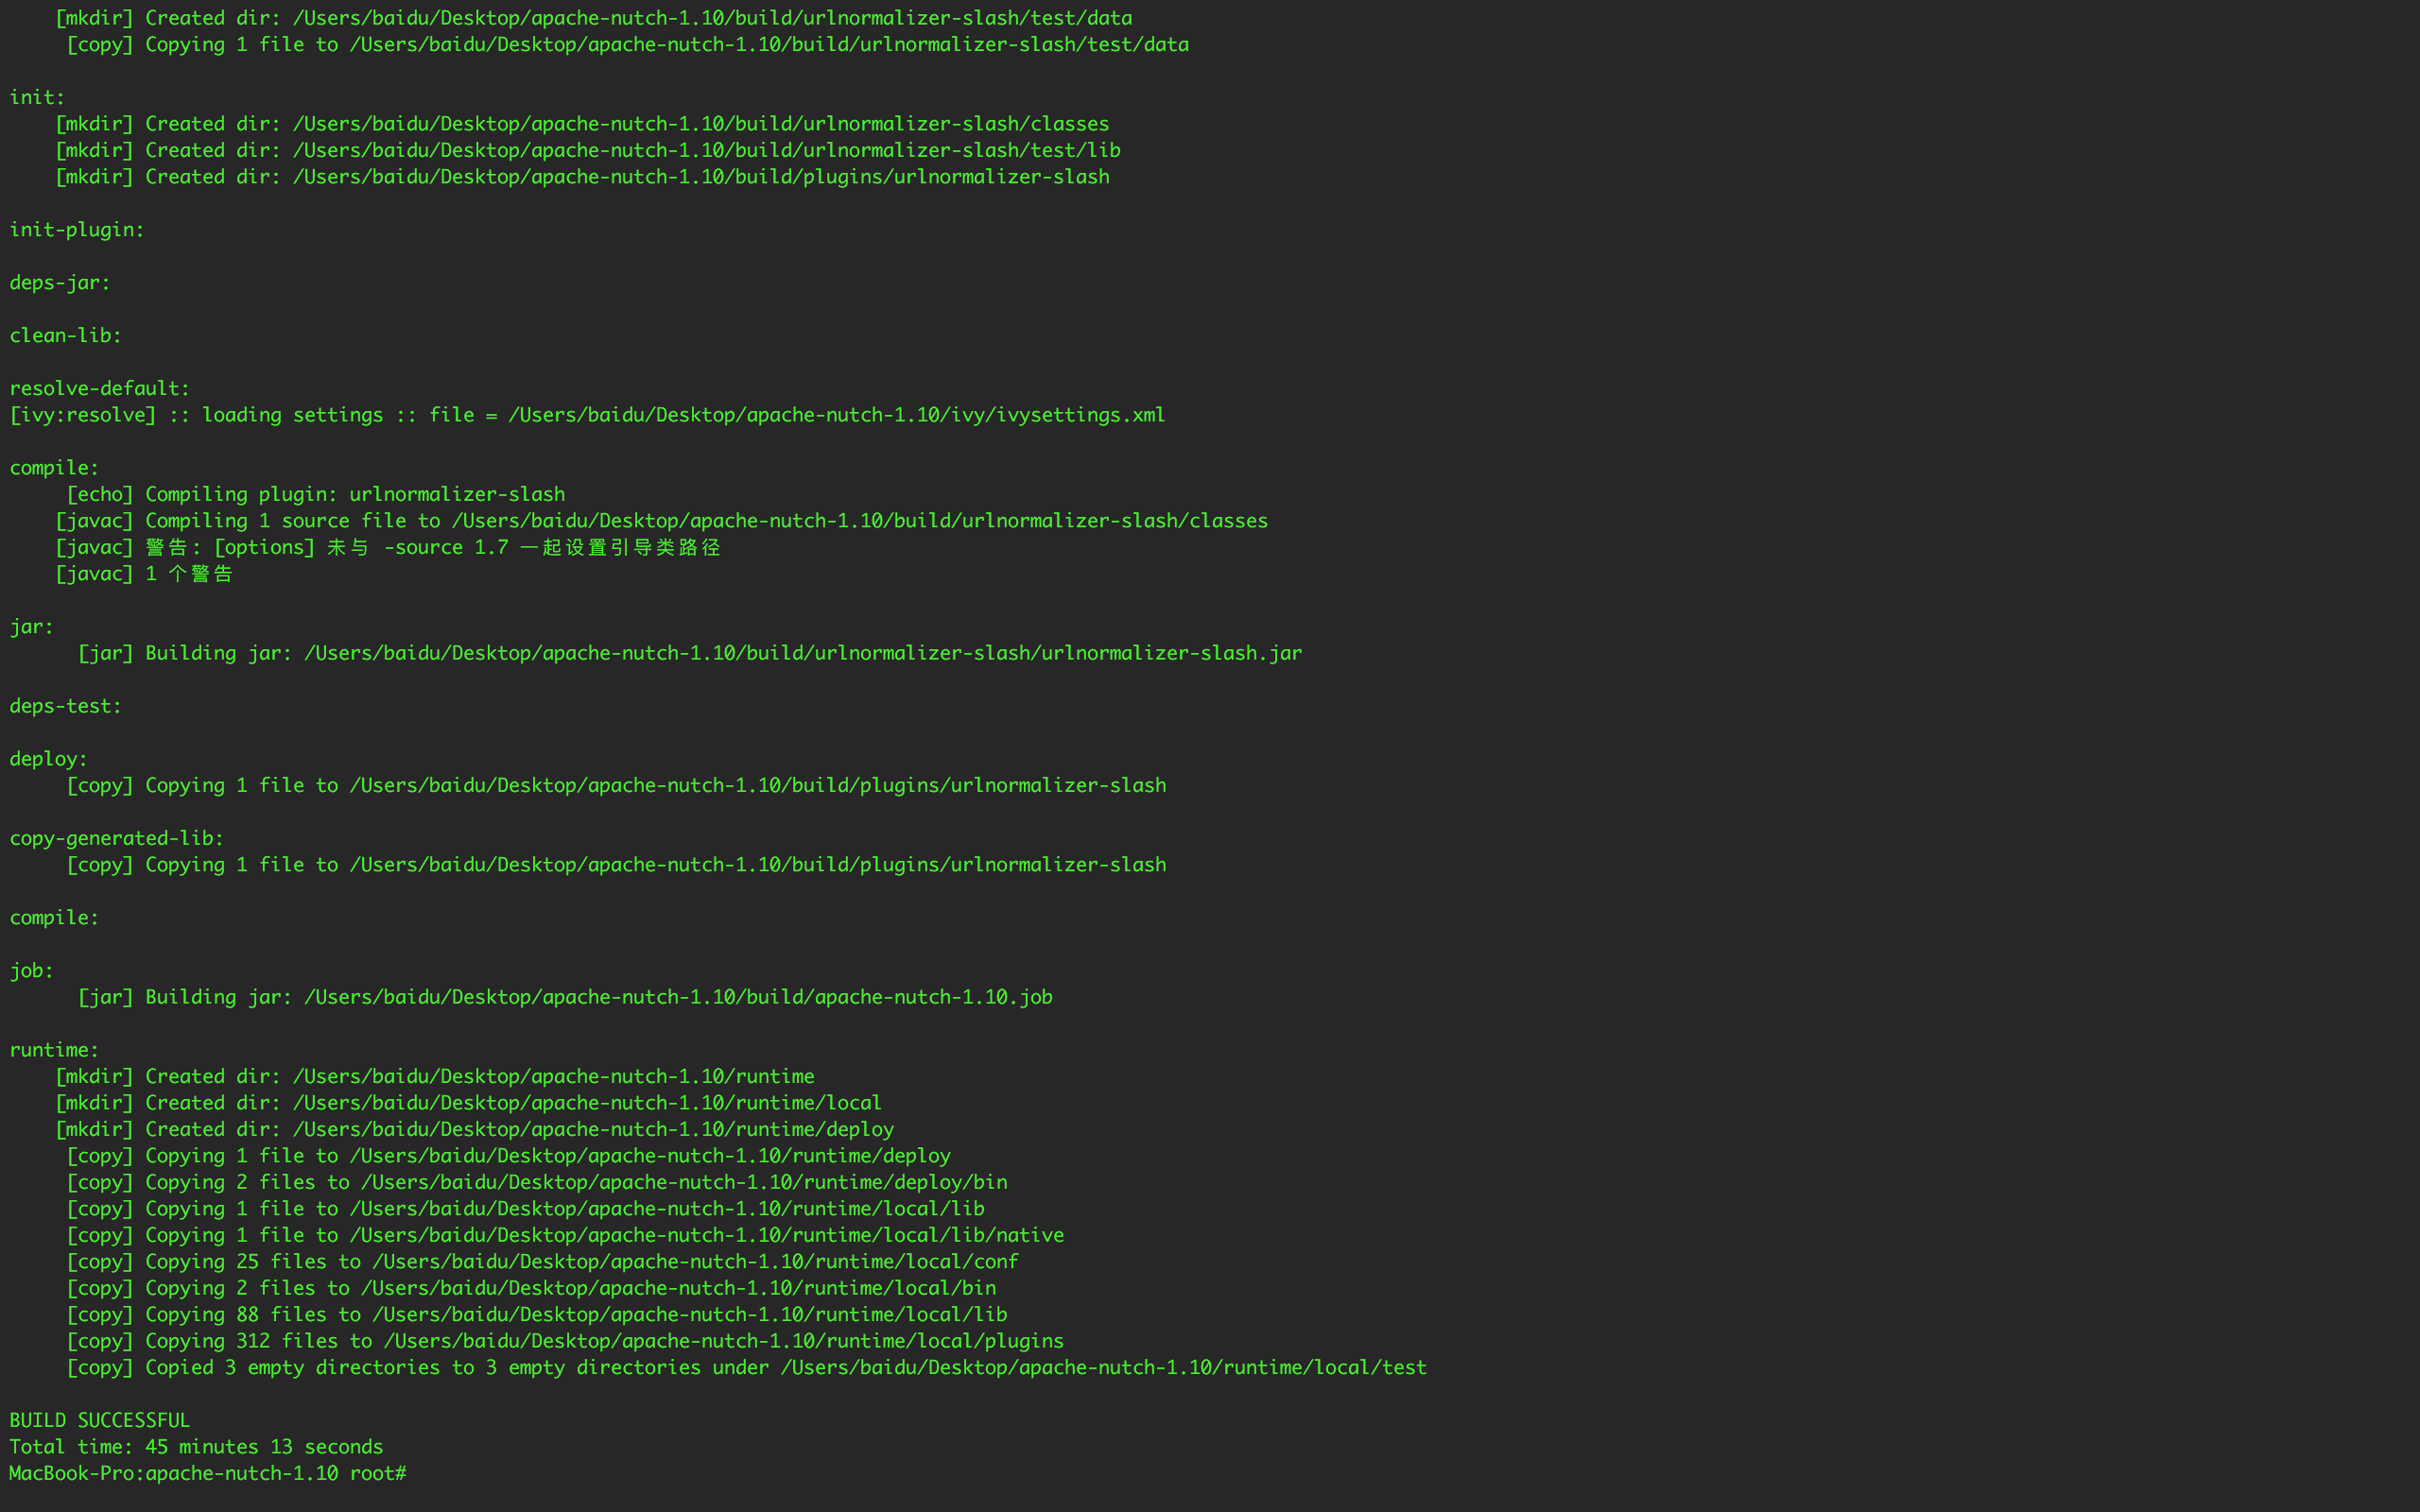 [mkdir] Created dir: /Users/baidu/Desktop/apache-nutch-1.10/build/urlnormalizer-slash/test/data
[copy] Copying 1 file to /Users/baidu/Desktop/apache-nutch-1.10/build/urlnormalizer-slash/test/data
init:
[mkdir] Created dir: /Users/baidu/Desktop/apache-nutch-1.10/build/urlnormalizer-slash/classes
[mkdir] Created dir: /Users/baidu/Desktop/apache-nutch-1.10/build/urlnormalizer-slash/test/lib
[mkdir] Created dir: /Users/baidu/Desktop/apache-nutch-1.10/build/plugins/urlnormalizer-slash
init-plugin:
deps-jar:
clean-lib:
resolve-default:
[ivy:resolve] :: loading settings :: file = /Users/baidu/Desktop/apache-nutch-1.10/ivy/ivysettings.xml
compile:
[echo] Compiling plugin: urlnormalizer-slash
[javac] Compiling 1 source file to /Users/baidu/Desktop/apache-nutch-1.10/build/urlnormalizer-slash/classes
[javac] 警告: [options] 未与 -source 1.7 一起设置引导类路径
[javac] 1 个警告
jar:
[jar] Building jar: /Users/baidu/Desktop/apache-nutch-1.10/build/urlnormalizer-slash/urlnormalizer-slash.jar
deps-test:
deploy:
[copy] Copying 1 file to /Users/baidu/Desktop/apache-nutch-1.10/build/plugins/urlnormalizer-slash
copy-generated-lib:
[copy] Copying 1 file to /Users/baidu/Desktop/apache-nutch-1.10/build/plugins/urlnormalizer-slash
compile:
job:
[jar] Building jar: /Users/baidu/Desktop/apache-nutch-1.10/build/apache-nutch-1.10.job
runtime:
[mkdir] Created dir: /Users/baidu/Desktop/apache-nutch-1.10/runtime
[mkdir] Created dir: /Users/baidu/Desktop/apache-nutch-1.10/runtime/local
[mkdir] Created dir: /Users/baidu/Desktop/apache-nutch-1.10/runtime/deploy
[copy] Copying 1 file to /Users/baidu/Desktop/apache-nutch-1.10/runtime/deploy
[copy] Copying 2 files to /Users/baidu/Desktop/apache-nutch-1.10/runtime/deploy/bin
[copy] Copying 1 file to /Users/baidu/Desktop/apache-nutch-1.10/runtime/local/lib
[copy] Copying 1 file to /Users/baidu/Desktop/apache-nutch-1.10/runtime/local/lib/native
[copy] Copying 25 files to /Users/baidu/Desktop/apache-nutch-1.10/runtime/local/conf
[copy] Copying 2 files to /Users/baidu/Desktop/apache-nutch-1.10/runtime/local/bin
[copy] Copying 88 files to /Users/baidu/Desktop/apache-nutch-1.10/runtime/local/lib
[copy] Copying 312 files to /Users/baidu/Desktop/apache-nutch-1.10/runtime/local/plugins
[copy] Copied 3 empty directories to 3 empty directories under /Users/baidu/Desktop/apache-nutch-1.10/runtime/local/test
BUILD SUCCESSFUL
Total time: 45 minutes 13 seconds
MacBook-Pro:apache-nutch-1.10 root#